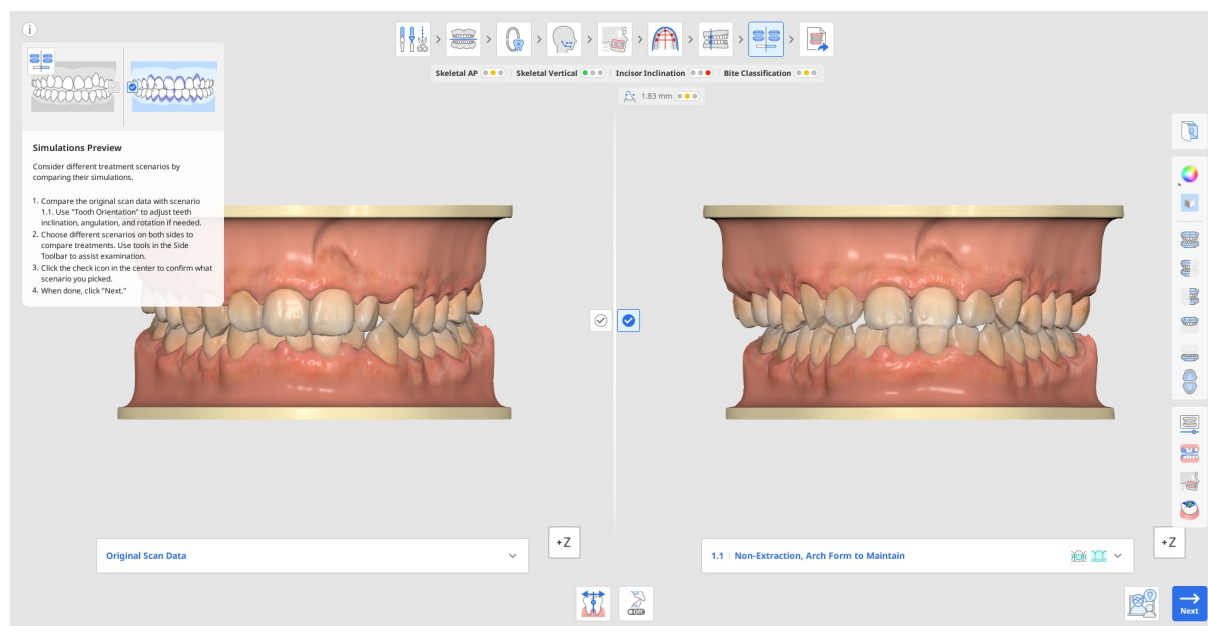 i
Skeletal AP
Skeletal Vertical
Incisor Inclination
Bite Classification
1.83 mm
Simulations Preview
Consider different treatment scenarios by
comparing their simulations.
1. Compare the original scan data with scenario
1.1. Use "Tooth Orientation" to adjust teeth
inclination, angulation, and rotation if needed.
2. Choose different scenarios on both sides to
compare treatments. Use tools in the Side
Toolbar to assist examination.
3. Click the check icon in the center to confirm what
scenario you picked.
4. When done, click "Next."
+Z
+Z
Original Scan Data
1.1 | Non-Extraction, Arch Form to Maintain
Off
Next